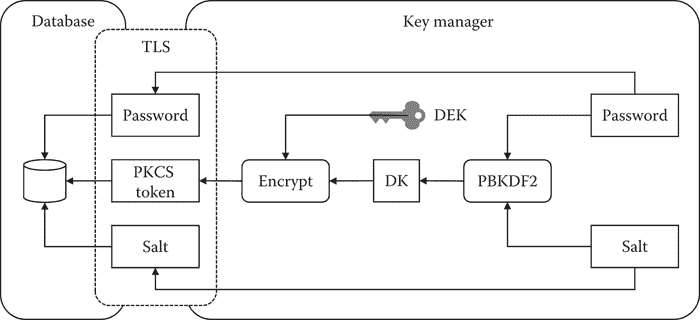 Database
Key manager
TLS
Password
DEK
Password
PKCS
token
Encrypt
DK
PBKDF2
Salt
Salt